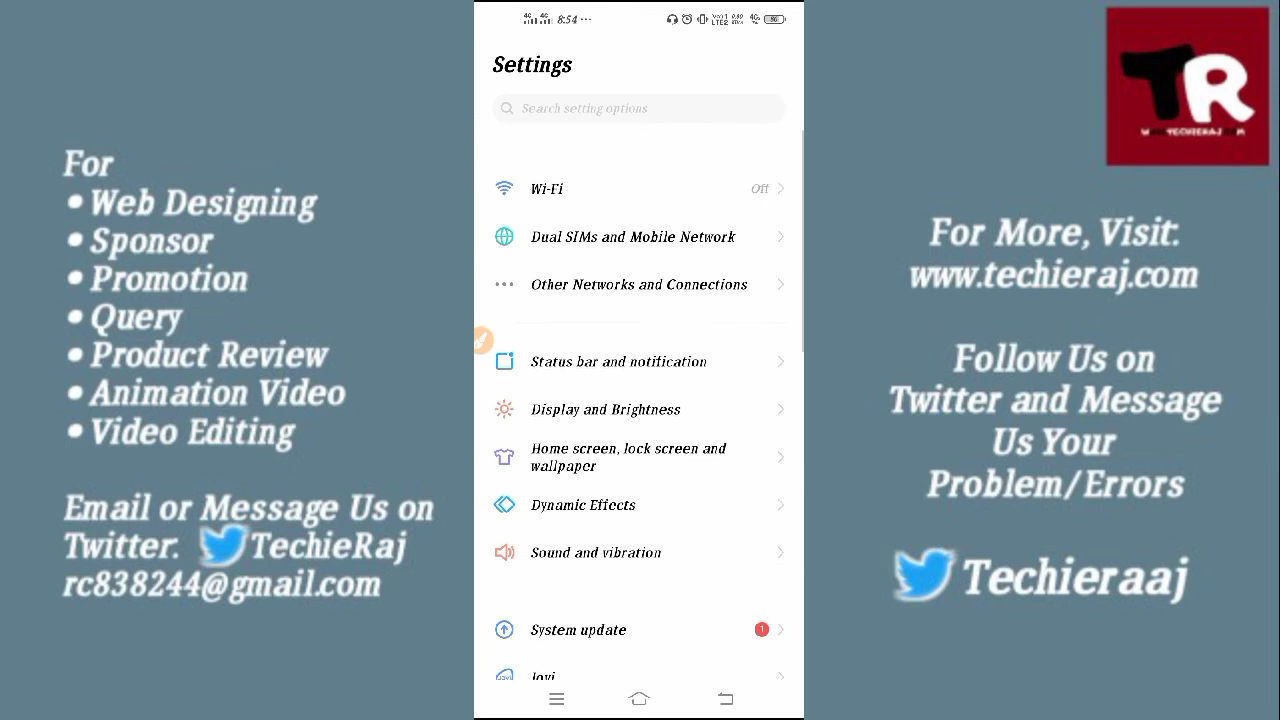 For
• Web Designing
• Sponsor
• Promotion
• Query
• Product Review
• Animation Video
• Video Editing
Email or Message Us on
Twitter. TechieRaj
rc838244@gmail.com
8:54 ···
Settings
Search setting options
Wi-Fi Off
Dual SIMs and Mobile Network
Other Networks and Connections
Status bar and notification
Display and Brightness
Home screen, lock screen and
wallpaper
Dynamic Effects
Sound and vibration
System update 1
Jovi
TR
For More, Visit:
www.techieraj.com
Follow Us on
Twitter and Message
Us Your
Problem/Errors
Techieraaj